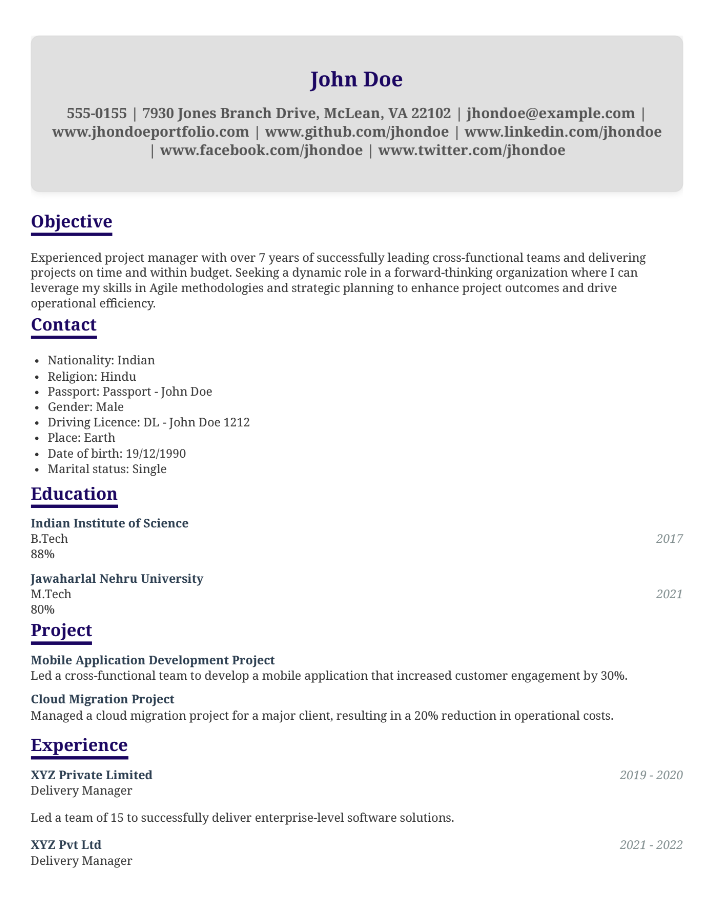 John Doe
555-0155 | 7930 Jones Branch Drive, McLean, VA 22102 | jhondoe@example.com |
www.jhondoeportfolio.com | www.github.com/jhondoe | www.linkedin.com/jhondoe
| www.facebook.com/jhondoe | www.twitter.com/jhondoe
Objective
Experienced project manager with over 7 years of successfully leading cross-functional teams and delivering
projects on time and within budget. Seeking a dynamic role in a forward-thinking organization where I can
leverage my skills in Agile methodologies and strategic planning to enhance project outcomes and drive
operational efficiency.
Contact
• Nationality: Indian
• Religion: Hindu
• Passport: Passport - John Doe
• Gender: Male
• Driving Licence: DL - John Doe 1212
• Place: Earth
• Date of birth: 19/12/1990
• Marital status: Single
Education
Indian Institute of Science
B.Tech 2017
88%
Jawaharlal Nehru University
M.Tech 2021
80%
Project
Mobile Application Development Project
Led a cross-functional team to develop a mobile application that increased customer engagement by 30%.
Cloud Migration Project
Managed a cloud migration project for a major client, resulting in a 20% reduction in operational costs.
Experience
XYZ Private Limited 2019 - 2020
Delivery Manager
Led a team of 15 to successfully deliver enterprise-level software solutions.
XYZ Pvt Ltd 2021 - 2022
Delivery Manager